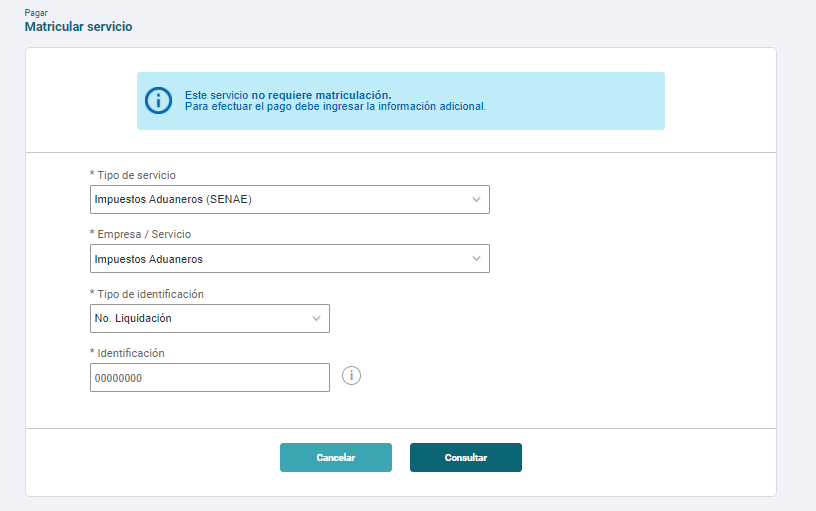 Pagar
Matricular servicio
Este servicio no requiere matriculación.
Para efectuar el pago debe ingresar la información adicional.
* Tipo de servicio
Impuestos Aduaneros (SENAE)
* Empresa / Servicio
Impuestos Aduaneros
* Tipo de identificación
No. Liquidación
* Identificación
00000000
Cancelar
Consultar